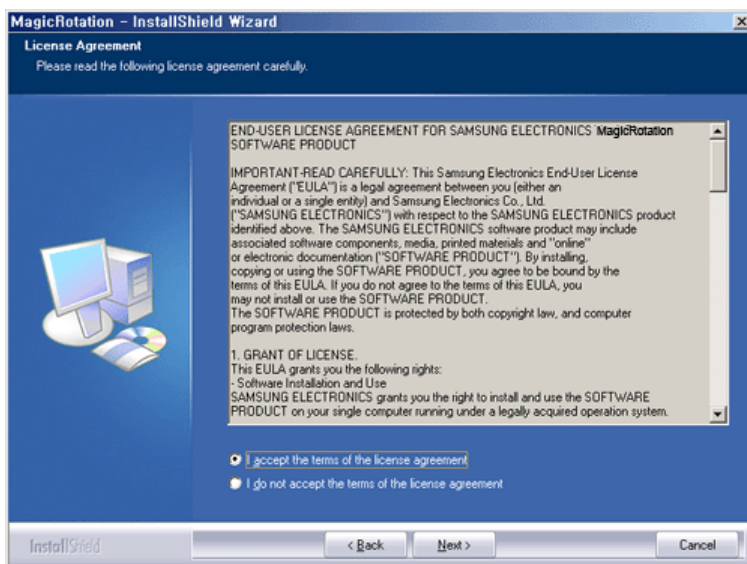 MagicRotation - InstallShield Wizard
License Agreement
Please read the following license agreement carefully.
END-USER LICENSE AGREEMENT FOR SAMSUNG ELECTRONICS MagicRotation
SOFTWARE PRODUCT
IMPORTANT-READ CAREFULLY: This Samsung Electronics End-User License
Agreement ("EULA") is a legal agreement between you (either an
individual or a single entity) and Samsung Electronics Co., Ltd.
("SAMSUNG ELECTRONICS") with respect to the SAMSUNG ELECTRONICS product
identified above. The SAMSUNG ELECTRONICS software product may include
associated software components, media, printed materials and "online"
or electronic documentation ("SOFTWARE PRODUCT"). By installing,
copying or using the SOFTWARE PRODUCT, you agree to be bound by the
terms of this EULA. If you do not agree to the terms of this EULA, you
may not install or use the SOFTWARE PRODUCT.
The SOFTWARE PRODUCT is protected by both copyright law, and computer
program protection laws.
1. GRANT OF LICENSE.
This EULA grants you the following rights:
- Software Installation and Use
SAMSUNG ELECTRONICS grants you the right to install and use the SOFTWARE
PRODUCT on your single computer running under a legally acquired operation system.
I accept the terms of the license agreement
I do not accept the terms of the license agreement
InstallShield
< Back
Next >
Cancel